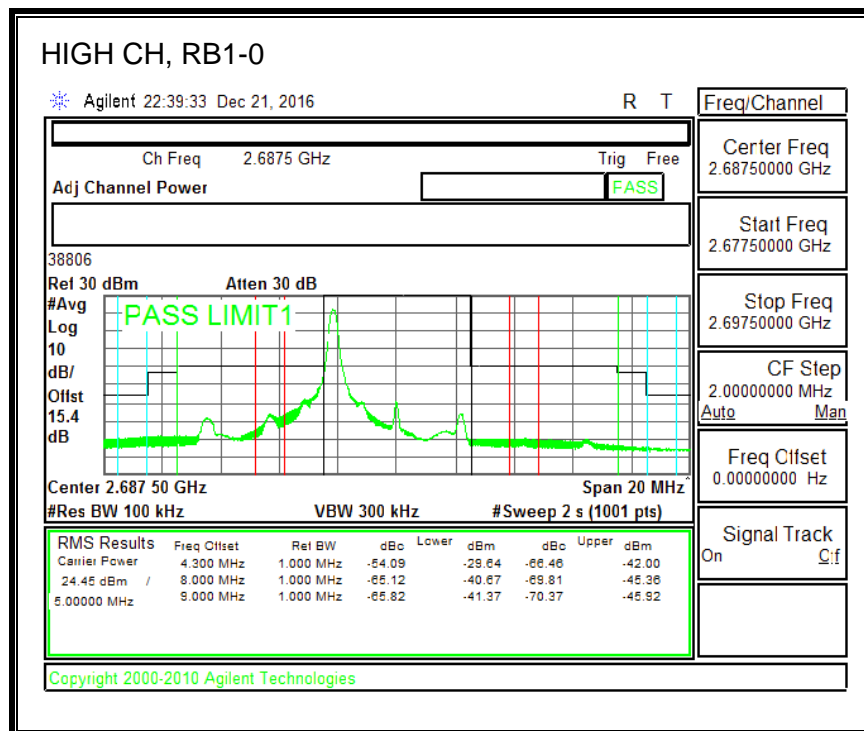 HIGH CH, RB1-0
Agilent 22:39:33 Dec 21, 2016 R T
Freq/Channel
Ch Freq 2.6875 GHz Trig Free
Adj Channel Power PASS
Center Freq
2.68750000 GHz
Start Freq
2.67750000 GHz
Stop Freq
2.69750000 GHz
CF Step
2.00000000 MHz
Auto Man
Freq Offset
0.00000000 Hz
Signal Track
On Off
38806
Ref 30 dBm Atten 30 dB
#Avg
Log
10
dB/
Offst
15.4
dB
PASS LIMIT1
Center 2.687 50 GHz Span 20 MHz
#Res BW 100 kHz VBW 300 kHz #Sweep 2 s (1001 pts)
RMS Results Freq Offset Ref BW dBc Lower dBm dBc Upper dBm
Carrier Power 4.300 MHz 1.000 MHz -54.09 -29.64 -66.46 -42.00
24.45 dBm / 8.000 MHz 1.000 MHz -65.12 -40.67 -69.81 -45.36
5.00000 MHz 9.000 MHz 1.000 MHz -65.82 -41.37 -70.37 -45.92
Copyright 2000-2010 Agilent Technologies